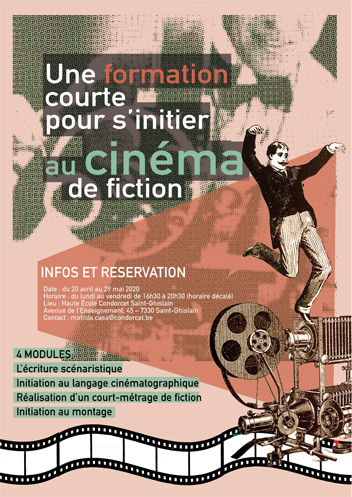 Une formation
courte
pour s'initier
au cinéma
de fiction
INFOS ET RESERVATION
Date : du 20 avril au 29 mai 2020
Horaire : du lundi au vendredi de 16h30 à 20h30 (horaire décalé)
Lieu : Haute École Condorcet Saint-Ghislain
Avenue de l'Enseignement, 45 – 7330 Saint-Ghislain
Contact : matilda.casa@condorcet.be
4 MODULES
L'écriture scénaristique
Initiation au langage cinématographique
Réalisation d'un court-métrage de fiction
Initiation au montage